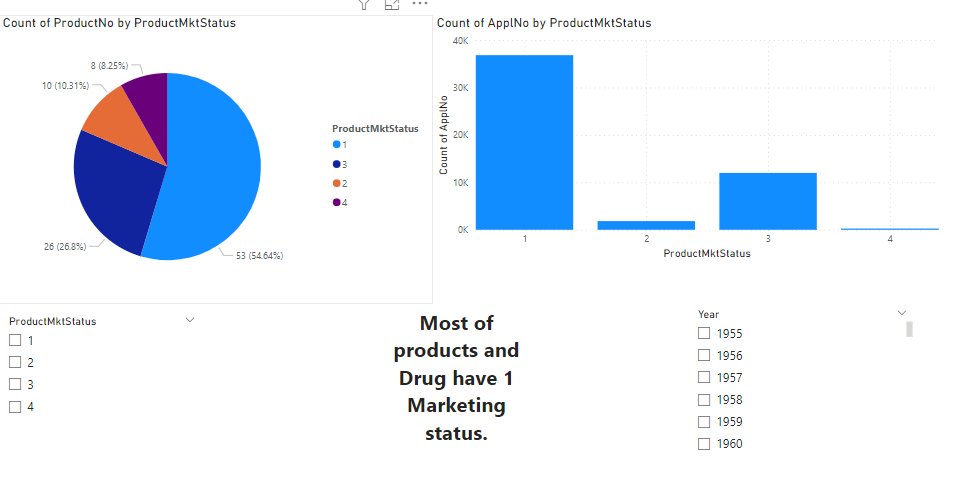 Count of ProductNo by ProductMktStatus
8 (8.25%)
10 (10.31%)
26 (26.8%)
53 (54.64%)
ProductMktStatus
1
3
2
4
Count of ApplNo by ProductMktStatus
Count of ApplNo
40K
30K
20K
10K
0K
1
2
3
4
ProductMktStatus
ProductMktStatus
1
2
3
4
Most of
products and
Drug have 1
Marketing
status.
Year
1955
1956
1957
1958
1959
1960